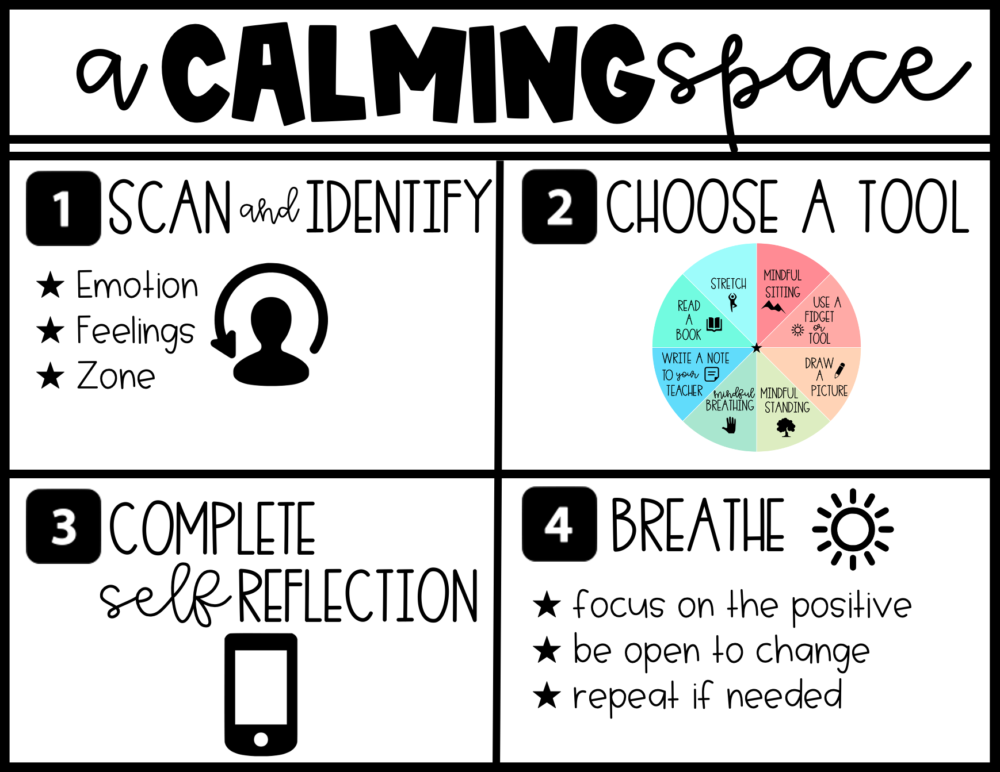 a CALMING space
1 SCAN and IDENTIFY
Emotion
Feelings
Zone
2 CHOOSE A TOOL
MINDFUL
SITTING
USE A
FIDGET
or
TOOL
DRAW
A
PICTURE
MINDFUL
STANDING
mindful
BREATHING
WRITE A NOTE
TO your
TEACHER
READ
A
BOOK
STRETCH
3 COMPLETE
self REFLECTION
4 BREATHE
focus on the positive
be open to change
repeat if needed